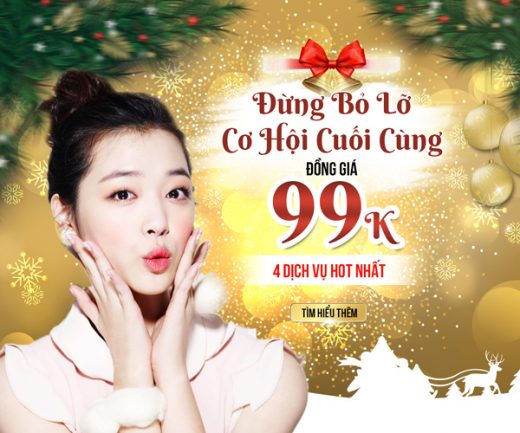 Đừng Bỏ Lỡ
Cơ Hội Cuối Cùng
ĐỒNG GIÁ
99K
4 DỊCH VỤ HOT NHẤT
TÌM HIỂU THÊM